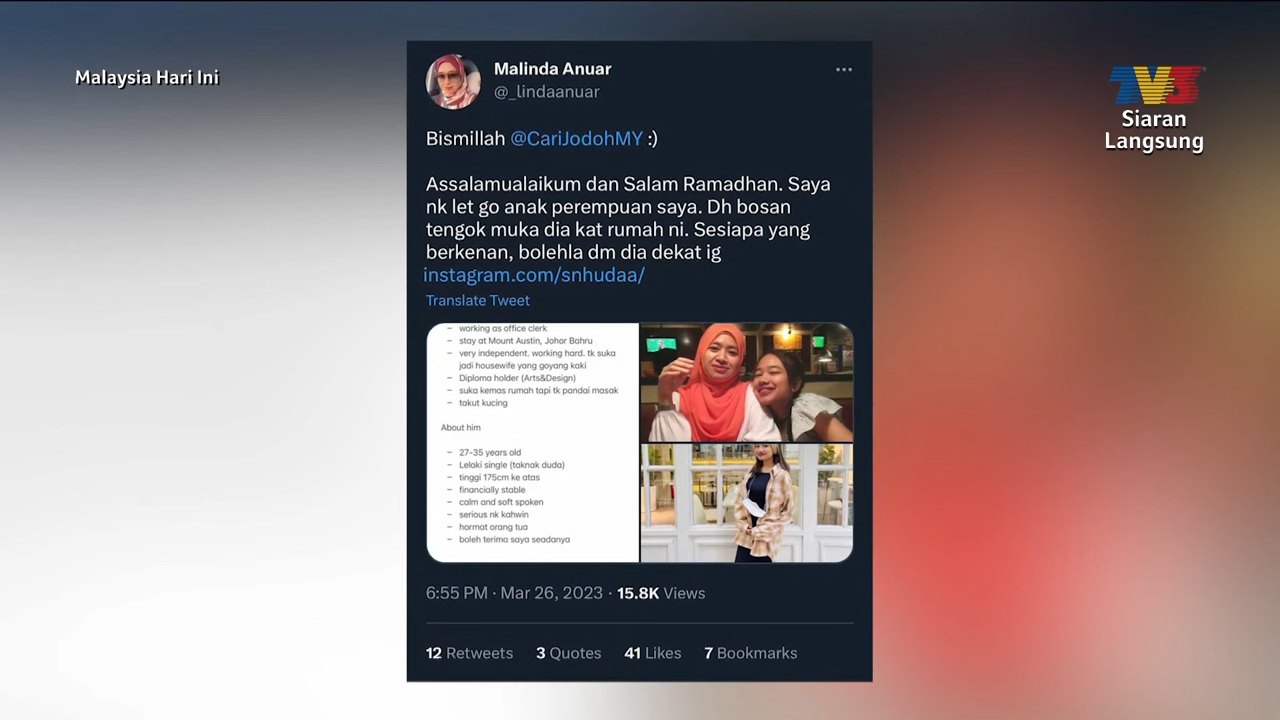 Malaysia Hari Ini
TV3
Siaran
Langsung
Malinda Anuar
@_lindaanuar
Bismillah @CariJodohMY :)
Assalamualaikum dan Salam Ramadhan. Saya
nk let go anak perempuan saya. Dh bosan
tengok muka dia kat rumah ni. Sesiapa yang
berkenan, bolehla dm dia dekat ig
instagram.com/snhudaa/
Translate Tweet
– working as office clerk
– stay at Mount Austin, Johor Bahru
– very independent. working hard. tk suka
jadi housewife yang goyang kaki
– Diploma holder (Arts&Design)
– suka kemas rumah tapi tk pandai masak
– takut kucing
About him
– 27-35 years old
– Lelaki single (taknak duda)
– tinggi 175cm ke atas
– financially stable
– calm and soft spoken
– serious nk kahwin
– hormat orang tua
– boleh terima saya seadanya
6:55 PM · Mar 26, 2023 · 15.8K Views
12 Retweets 3 Quotes 41 Likes 7 Bookmarks